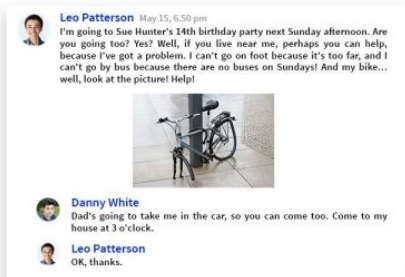 Leo Patterson May 15, 6.50 pm
I'm going to Sue Hunter's 14th birthday party next Sunday afternoon. Are
you going too? Yes? Well, if you live near me, perhaps you can help,
because I've got a problem. I can't go on foot because it's too far, and I
can't go by bus because there are no buses on Sundays! And my bike...
well, look at the picture! Help!
Danny White
Dad's going to take me in the car, so you can come too. Come to my
house at 3 o'clock.
Leo Patterson
OK, thanks.